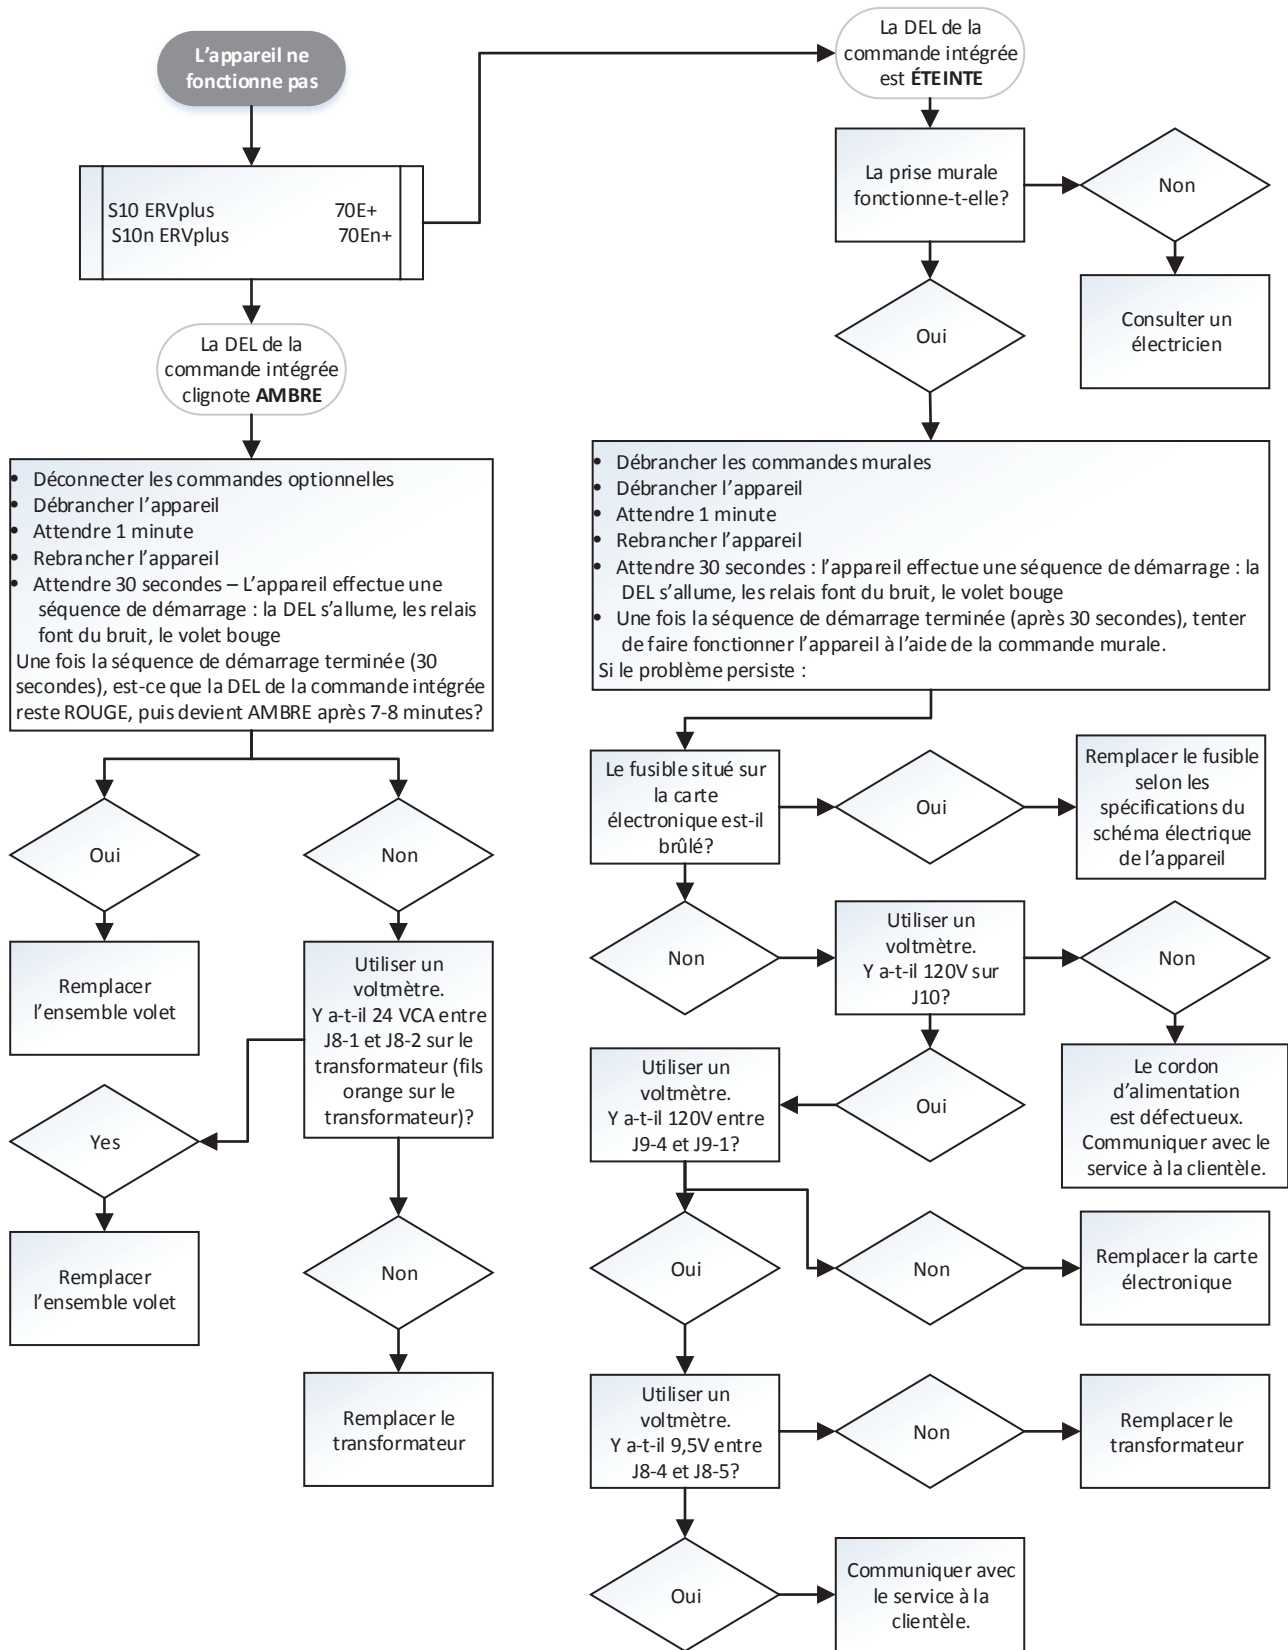 L'appareil ne
fonctionne pas
S10 ERVplus 70E+
S10n ERVplus 70En+
La DEL de la
commande intégrée
clignote AMBRE
• Déconnecter les commandes optionnelles
• Débrancher l'appareil
• Attendre 1 minute
• Rebrancher l'appareil
• Attendre 30 secondes – L'appareil effectue une
séquence de démarrage : la DEL s'allume, les relais
font du bruit, le volet bouge
Une fois la séquence de démarrage terminée (30
secondes), est-ce que la DEL de la commande intégrée
reste ROUGE, puis devient AMBRE après 7-8 minutes?
Oui
Non
Remplacer
l'ensemble volet
Utiliser un
voltmètre.
Y a-t-il 24 VCA entre
J8-1 et J8-2 sur le
transformateur (fils
orange sur le
transformateur)?
Yes
Remplacer
l'ensemble volet
Non
Remplacer le
transformateur
La DEL de la
commande intégrée
est ÉTEINTE
La prise murale
fonctionne-t-elle?
Non
Consulter un
électricien
Oui
• Débrancher les commandes murales
• Débrancher l'appareil
• Attendre 1 minute
• Rebrancher l'appareil
• Attendre 30 secondes : l'appareil effectue une séquence de démarrage : la
DEL s'allume, les relais font du bruit, le volet bouge
• Une fois la séquence de démarrage terminée (après 30 secondes), tenter
de faire fonctionner l'appareil à l'aide de la commande murale.
Si le problème persiste :
Le fusible situé sur
la carte
électronique est-il
brûlé?
Oui
Remplacer le fusible
selon les
spécifications du
schéma électrique
de l'appareil
Non
Utiliser un
voltmètre.
Y a-t-il 120V sur
J10?
Non
Le cordon
d'alimentation
est défectueux.
Communiquer avec le
service à la clientèle.
Oui
Utiliser un
voltmètre.
Y a-t-il 120V entre
J9-4 et J9-1?
Oui
Non
Remplacer la carte
électronique
Utiliser un
voltmètre.
Y a-t-il 9,5V entre
J8-4 et J8-5?
Non
Remplacer le
transformateur
Oui
Communiquer avec
le service à la
clientèle.